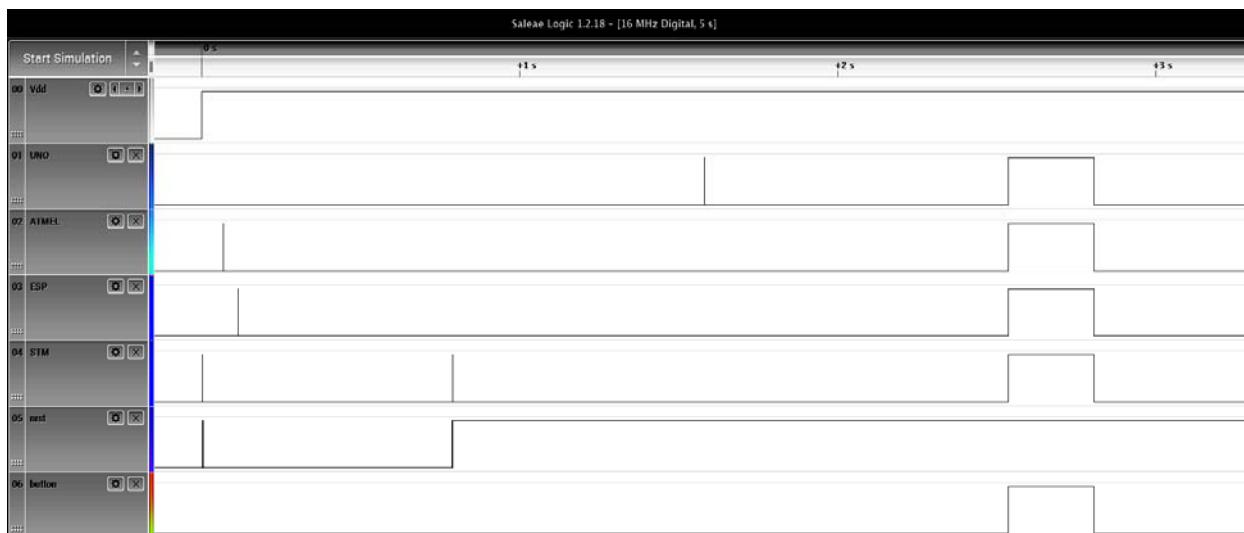 Saleae Logic 1.2.18 - [16 MHz Digital, 5 s]
Start Simulation
0 s
+1 s +2 s +3 s
00 Vdd
01 UNO
02 ATMEL
03 ESP
04 STM
05 nrst
06 button